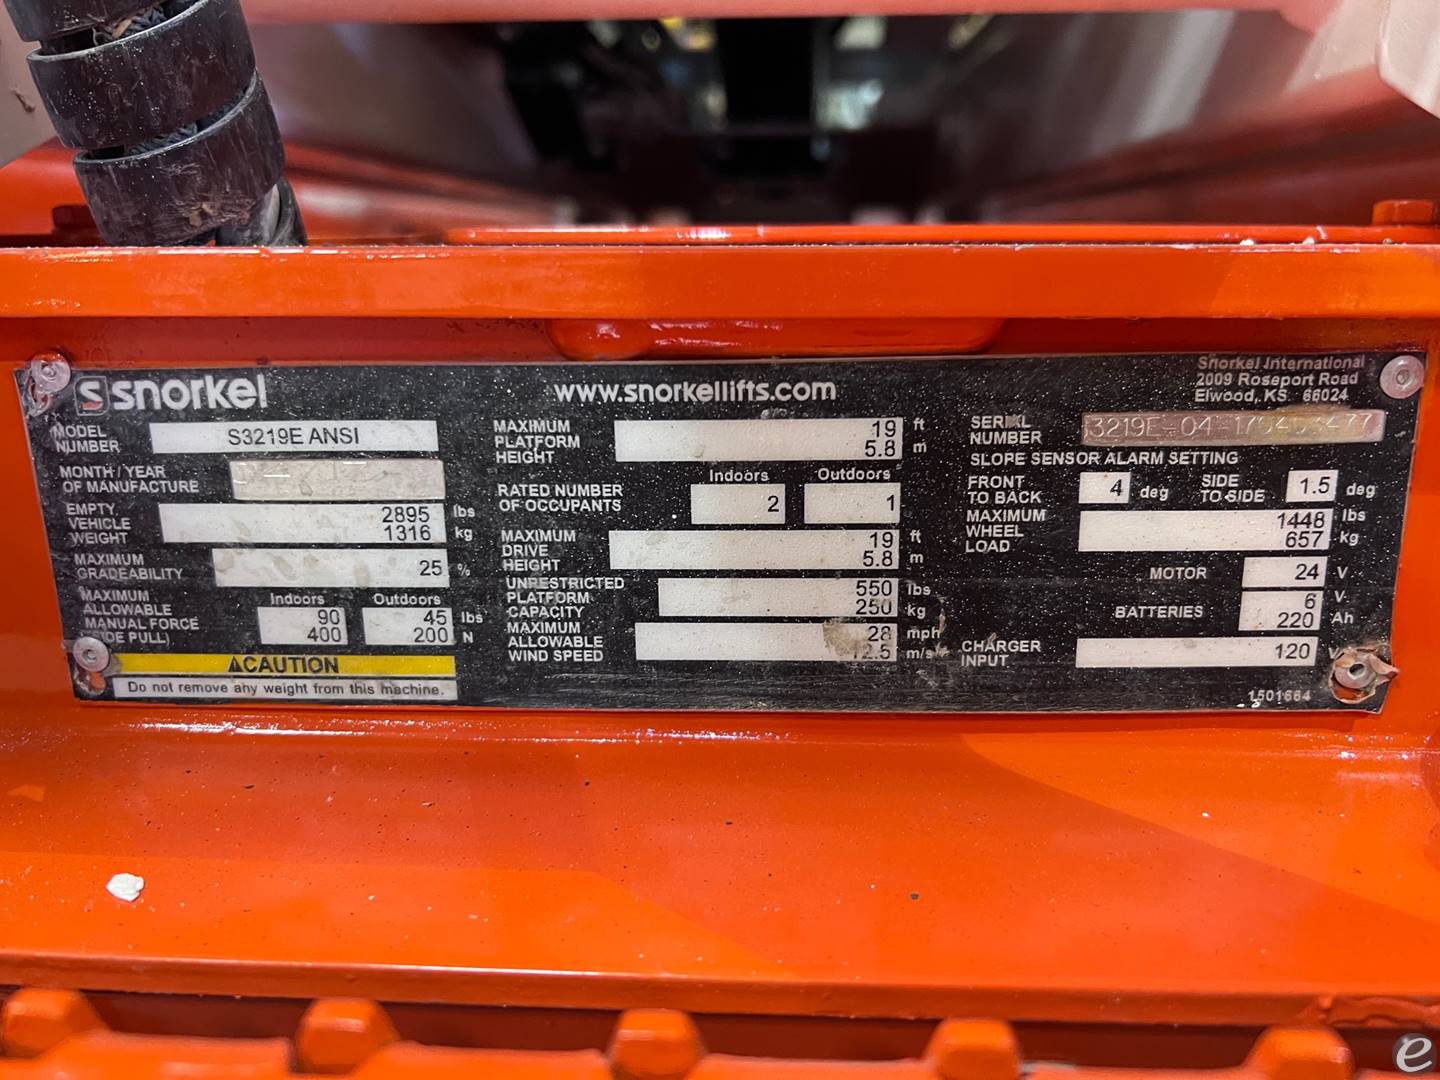 snorkel
www.snorkellifts.com
Snorkel International
2009 Roseport Road
Elwood, KS 66024
MODEL
NUMBER
S3219E ANSI
MONTH / YEAR
OF MANUFACTURE
EMPTY
VEHICLE
WEIGHT
2895 lbs
1316 kg
MAXIMUM
GRADEABILITY
25 %
MAXIMUM
ALLOWABLE
MANUAL FORCE
(SIDE PULL)
Indoors Outdoors
90 45 lbs
400 200 N
CAUTION
Do not remove any weight from this machine.
MAXIMUM
PLATFORM
HEIGHT
19 ft
5.8 m
Indoors Outdoors
RATED NUMBER
OF OCCUPANTS
2 1
MAXIMUM
DRIVE
HEIGHT
19 ft
5.8 m
UNRESTRICTED
PLATFORM
CAPACITY
550 lbs
250 kg
MAXIMUM
ALLOWABLE
WIND SPEED
28 mph
12.5 m/s
SERIAL
NUMBER
SLOPE SENSOR ALARM SETTING
FRONT
TO BACK
4 deg
SIDE
TO SIDE
1.5 deg
MAXIMUM
WHEEL
LOAD
1448 lbs
657 kg
MOTOR 24 V
BATTERIES
6 V
220 Ah
CHARGER
INPUT
120 V
1501664
e